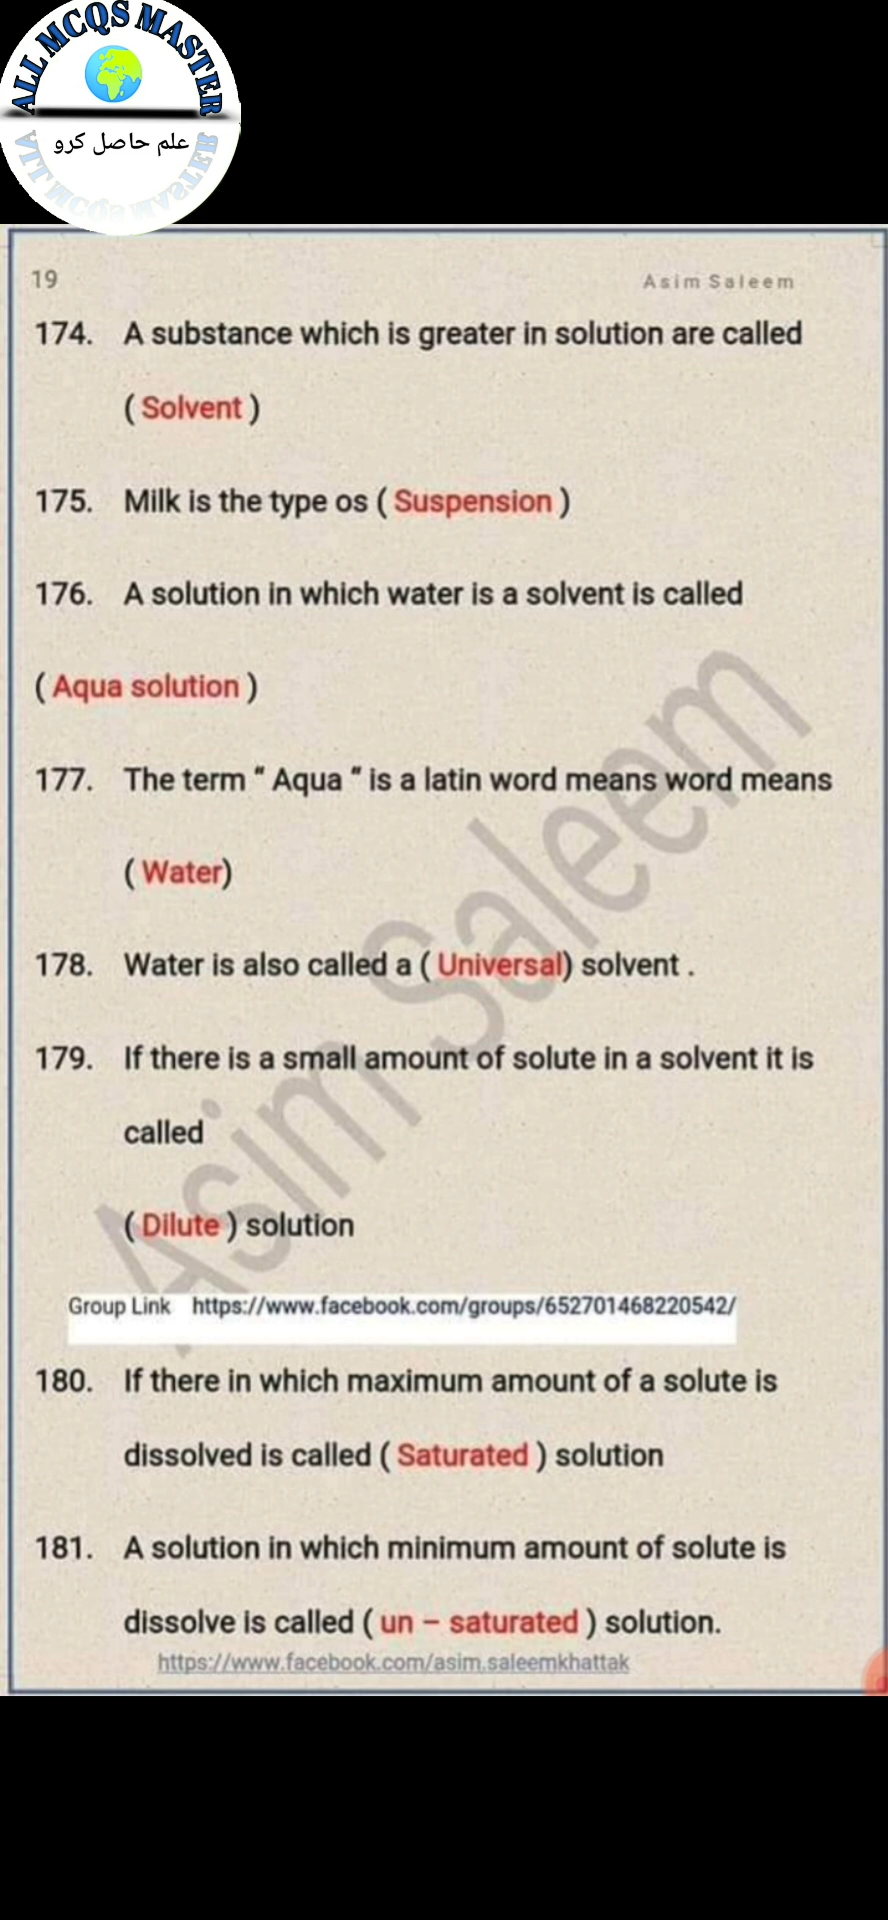 ALL MCQS MASTER
علم حاصل کرو
ALL MCQS MASTER
19
Asim Saleem
174. A substance which is greater in solution are called
( Solvent )
175. Milk is the type os ( Suspension )
176. A solution in which water is a solvent is called
( Aqua solution )
177. The term “ Aqua ” is a latin word means word means
( Water)
178. Water is also called a ( Universal) solvent .
179. If there is a small amount of solute in a solvent it is
called
( Dilute ) solution
Asim Saleem
Group Link https://www.facebook.com/groups/652701468220542/
180. If there in which maximum amount of a solute is
dissolved is called ( Saturated ) solution
181. A solution in which minimum amount of solute is
dissolve is called ( un – saturated ) solution.
https://www.facebook.com/asim.saleemkhattak